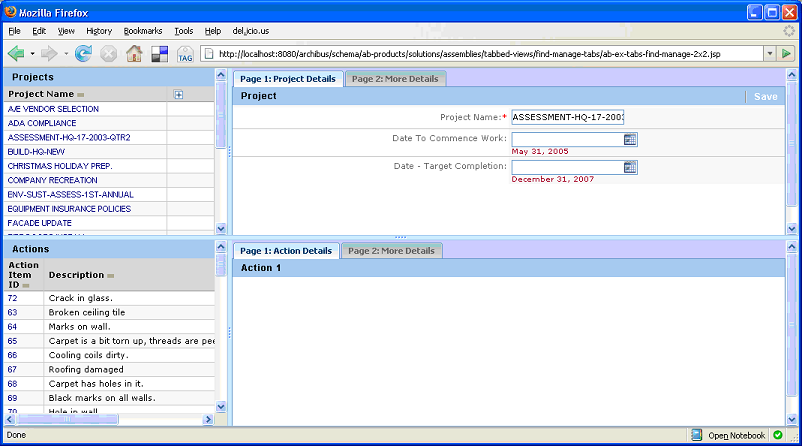 Mozilla Firefox
File Edit View History Bookmarks Tools Help del.icio.us
TAG http://localhost:8080/archibus/schema/ab-products/solutions/assemblies/tabbed-views/find-manage-tabs/ab-ex-tabs-find-manage-2x2.jsp
Projects
Project Name
A/E VENDOR SELECTION
ADA COMPLIANCE
ASSESSMENT-HQ-17-2003-QTR2
BUILD-HQ-NEW
CHRISTMAS HOLIDAY PREP.
COMPANY RECREATION
ENV-SUST-ASSESS-1ST-ANNUAL
EQUIPMENT INSURANCE POLICIES
FACADE UPDATE
Page 1: Project Details Page 2: More Details
Project Save
Project Name:* ASSESSMENT-HQ-17-2003
Date To Commence Work:
May 31, 2005
Date - Target Completion:
December 31, 2007
Actions
Action Item ID Description
72 Crack in glass.
63 Broken ceiling tile
64 Marks on wall.
65 Carpet is a bit torn up, threads are pee
66 Cooling coils dirty.
67 Roofing damaged
68 Carpet has holes in it.
69 Black marks on all walls.
70 Hole in wall
Page 1: Action Details Page 2: More Details
Action 1
Done Open Notebook